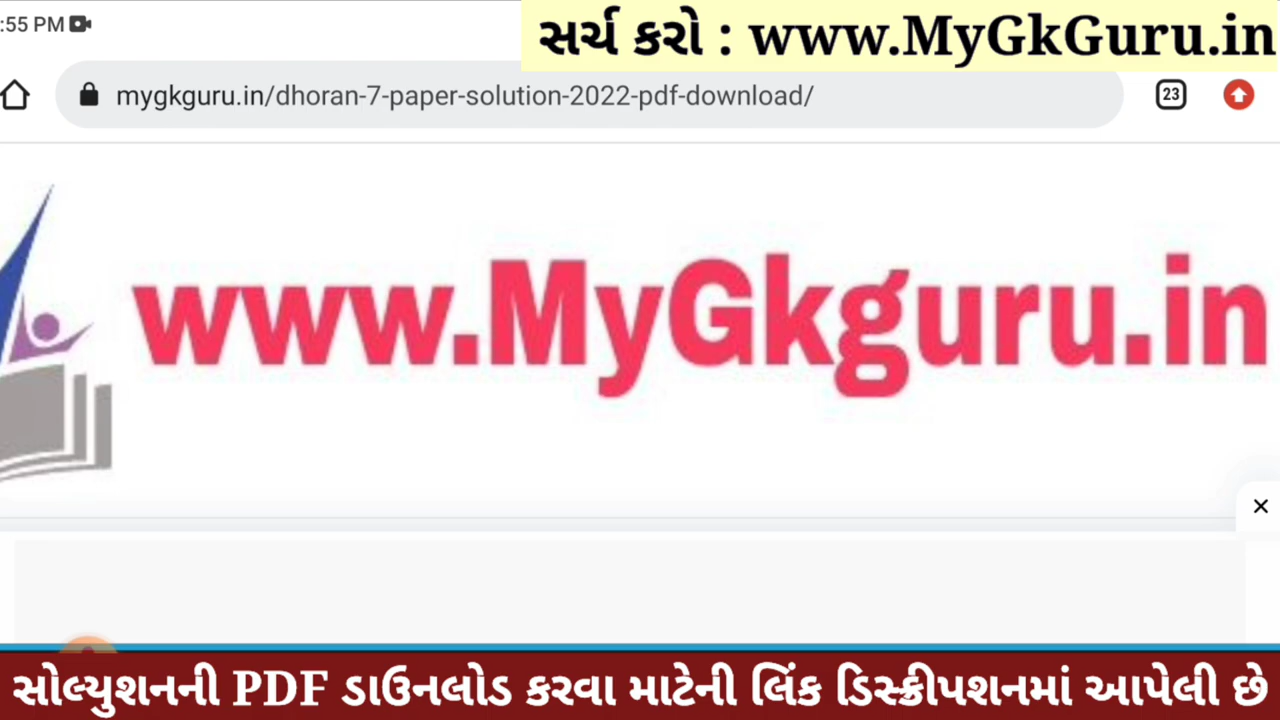 :55 PM
સર્ચ કરો : www.MyGkGuru.in
mygkguru.in/dhoran-7-paper-solution-2022-pdf-download/
23
www.MyGkguru.in
સોલ્યુશનની PDF ડાઉનલોડ કરવા માટેની લિંક ડિસ્ક્રીપશનમાં આપેલી છે